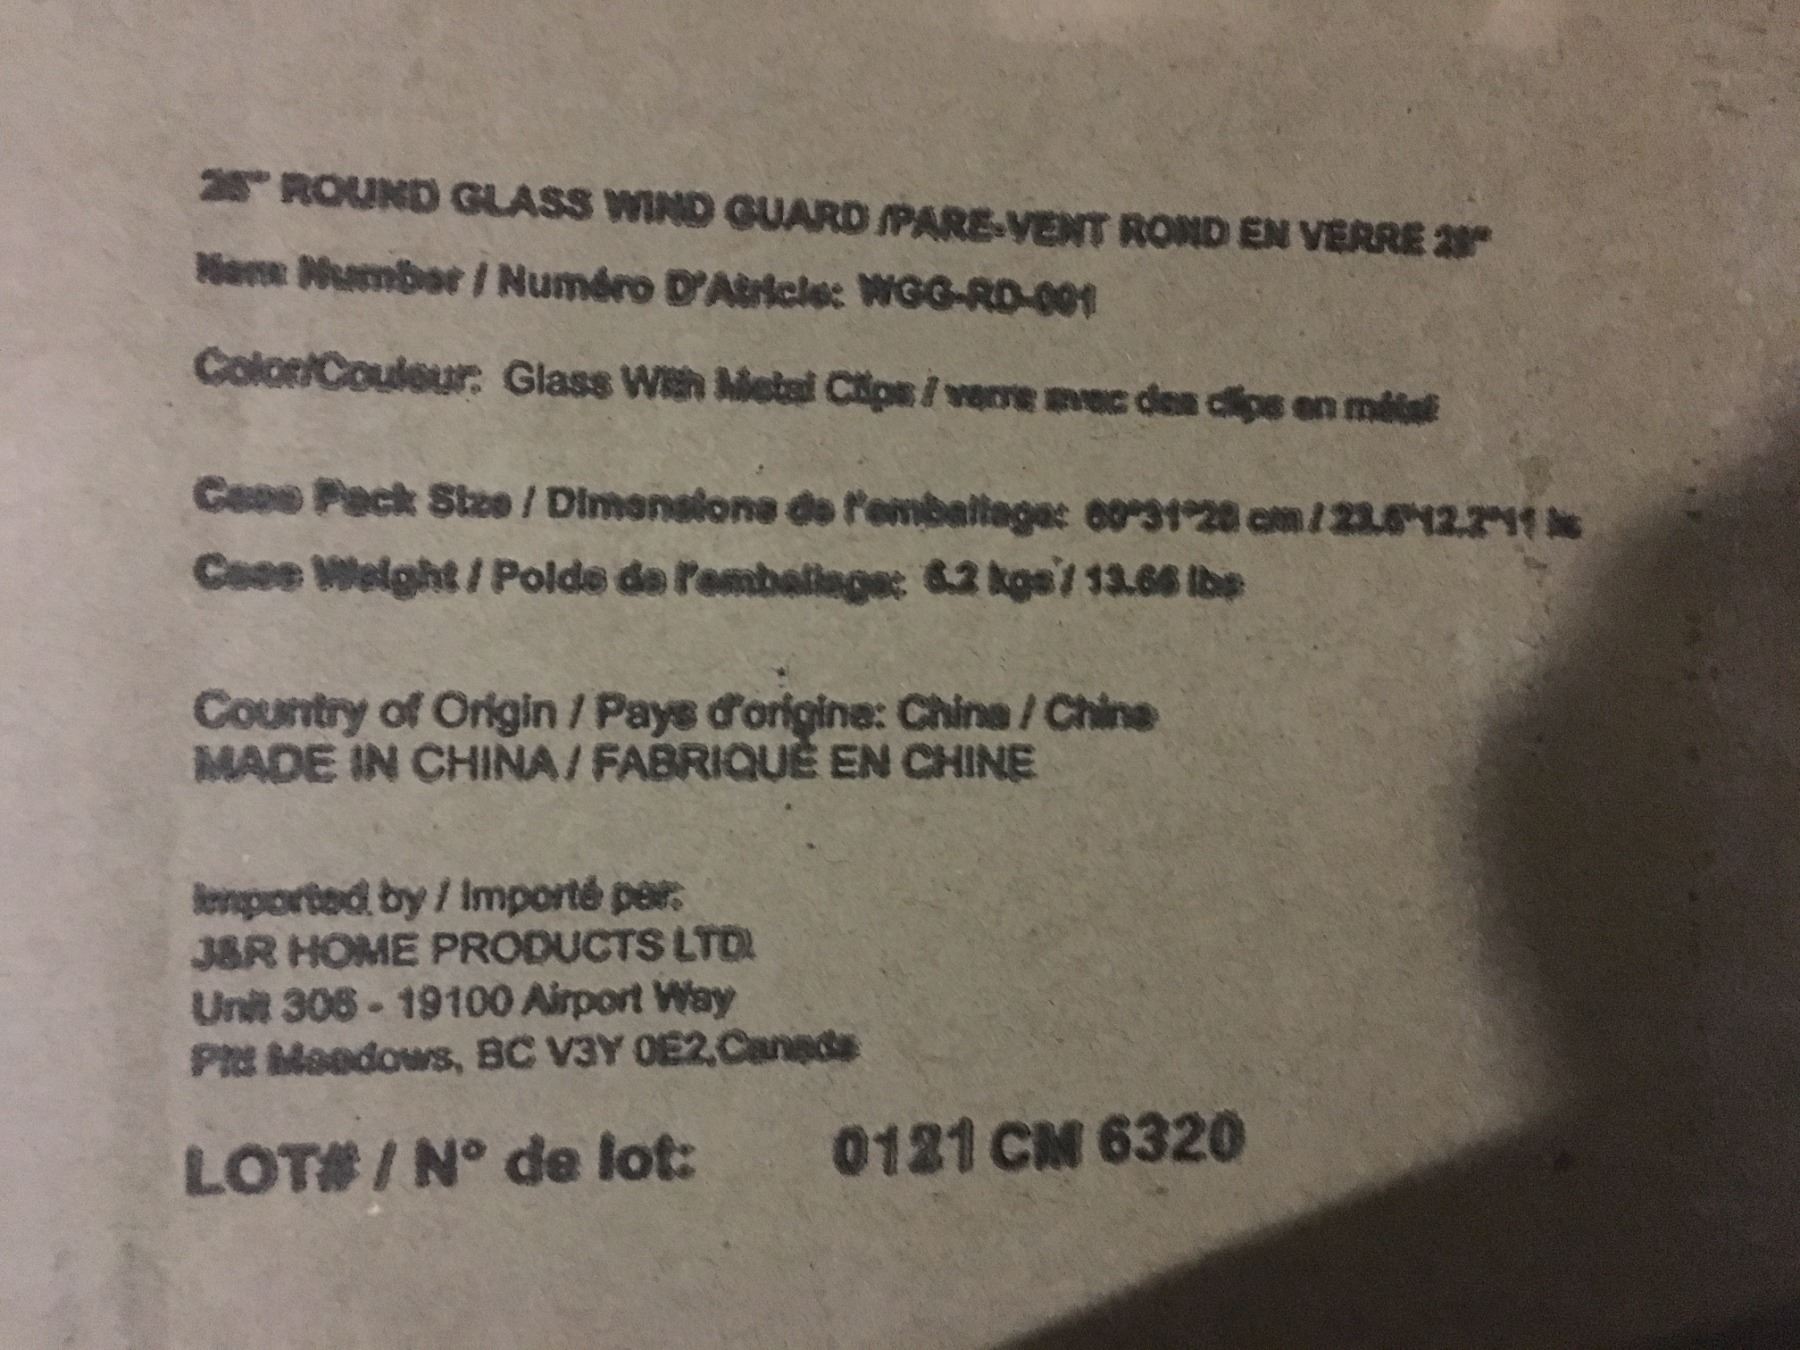 ROUND GLASS WIND GUARD /PARE-VENT ROND EN VERRE
Item Number / Numéro D'Atricle: WGG-RD-001
Color/Couleur: Glass With Metal Clips / verre avec des clips en métal
Case Pack Size / Dimensions de l'emballage: 60*31*28 cm / 23.6*12.2*11 in
Case Weight / Poids de l'emballage: 6.2 kgs / 13.66 lbs
Country of Origin / Pays d'origine: China / Chine
MADE IN CHINA / FABRIQUÉ EN CHINE
Imported by / Importé par:
J&R HOME PRODUCTS LTD.
Unit - 19100 Airport Way
Pitt Meadows, BC V3Y 0E2,Canada
LOT# / N° de lot: 0121 CM 6320